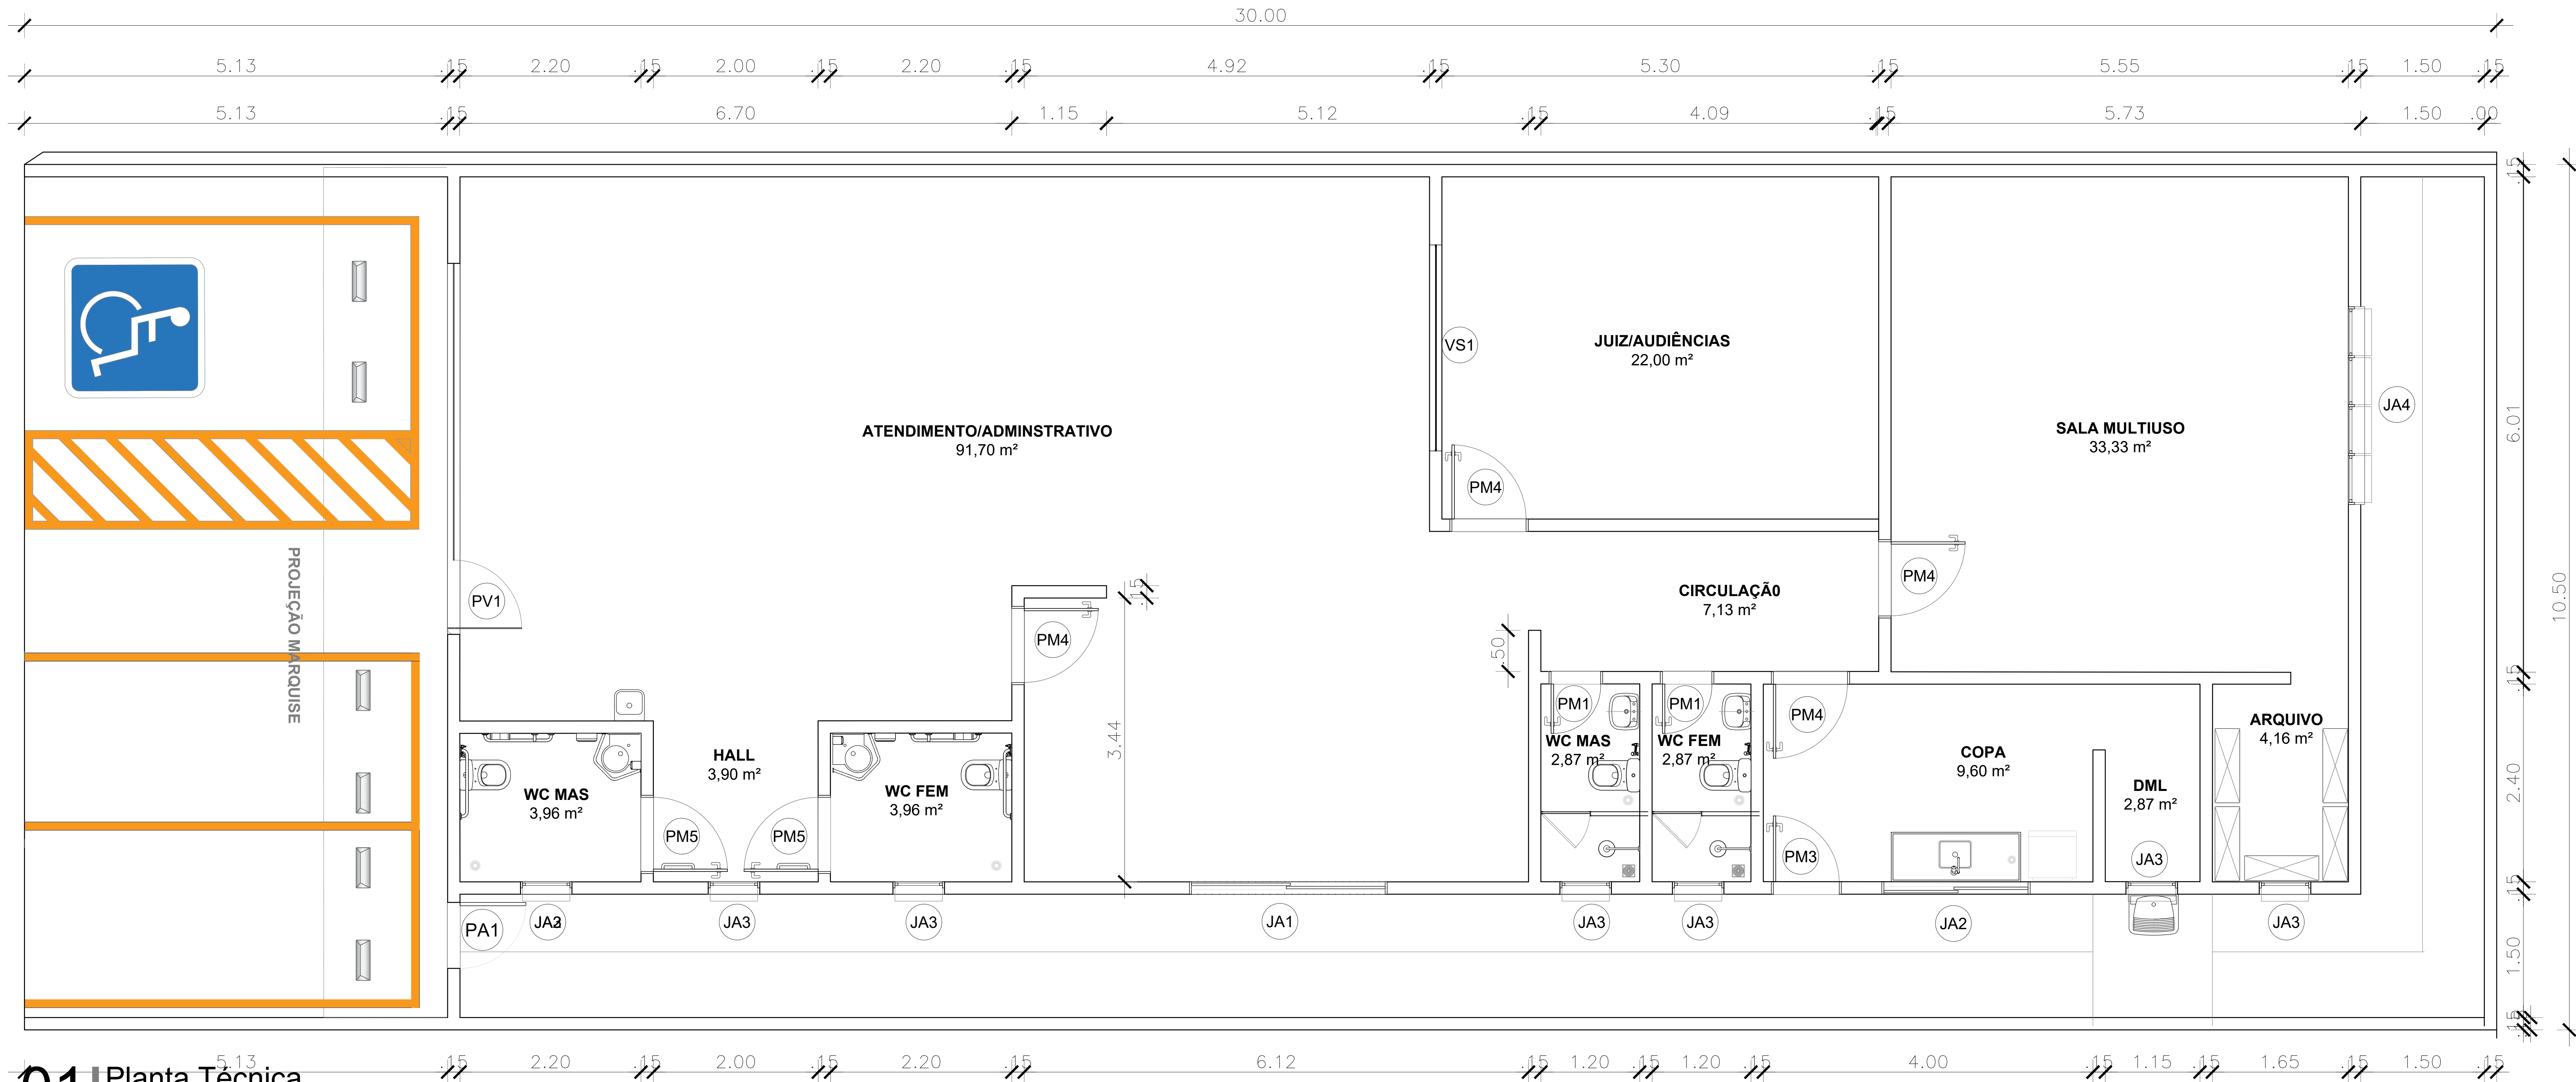 30.00
5.13 .15 2.20 .15 2.00 .15 2.20 .15 4.92 .15 5.30 .15 5.55 .15 1.50 .15
5.13 .15 6.70 1.15 5.12 .15 4.09 .15 5.73 1.50 .00
.15
VS1
JUIZ/AUDIÊNCIAS
22,00 m²
JA4
6.01
ATENDIMENTO/ADMINSTRATIVO
91,70 m²
SALA MULTIUSO
33,33 m²
PM4
PROJEÇÃO MARQUISE
PV1
.15
PM4
CIRCULAÇÃ0
7,13 m²
PM4
10.50
.50
.15
3.44
HALL
3,90 m²
WC MAS
3,96 m²
WC FEM
3,96 m²
PM5
PM5
PM1
WC MAS
2,87 m²
PM1
WC FEM
2,87 m²
PM4
PM3
COPA
9,60 m²
DML
2,87 m²
JA3
ARQUIVO
4,16 m²
2.40
.15
PA1
JA3
JA3
JA1
JA3
JA3
JA2
JA3
1.50
.15
5.13 .15 2.20 .15 2.00 .15 2.20 .15 6.12 .15 1.20 .15 1.20 .15 4.00 .15 1.15 .15 1.65 .15 1.50 .15
01 Planta Técnica